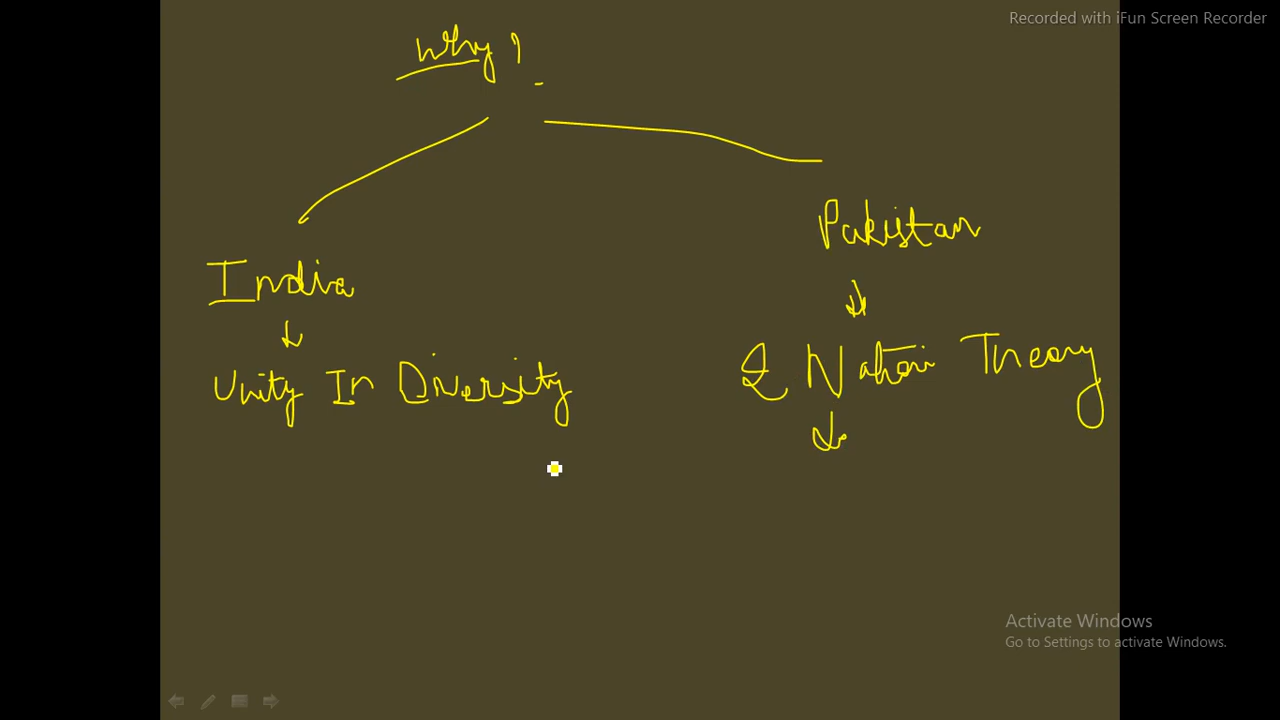 Recorded with iFun Screen Recorder
Why?
Pakistan
India
2 Nation Theory
Unity In Diversity
Activate Windows
Go to Settings to activate Windows.